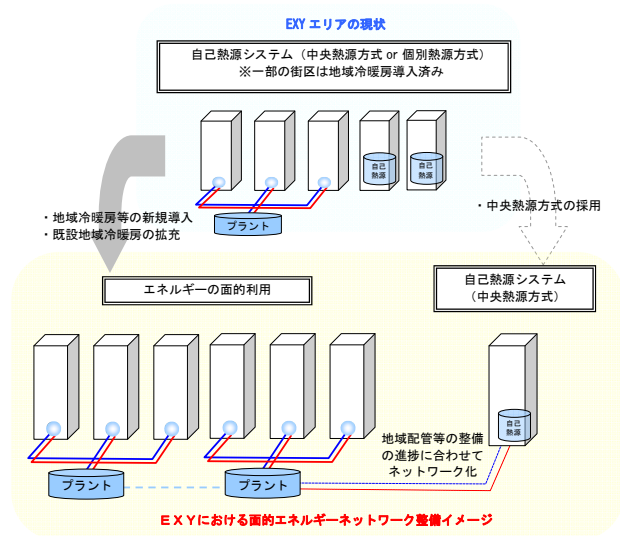 EXYエリアの現状
自己熱源システム（中央熱源方式 or 個別熱源方式）
※一部の街区は地域冷暖房導入済み
自己
熱源
自己
熱源
プラント
・地域冷暖房等の新規導入
・既設地域冷暖房の拡充
・中央熱源方式の採用
エネルギーの面的利用
自己熱源システム
（中央熱源方式）
自己
熱源
地域配管等の整備
の進捗に合わせて
ネットワーク化
プラント
プラント
ＥＸＹにおける面的エネルギーネットワーク整備イメージ